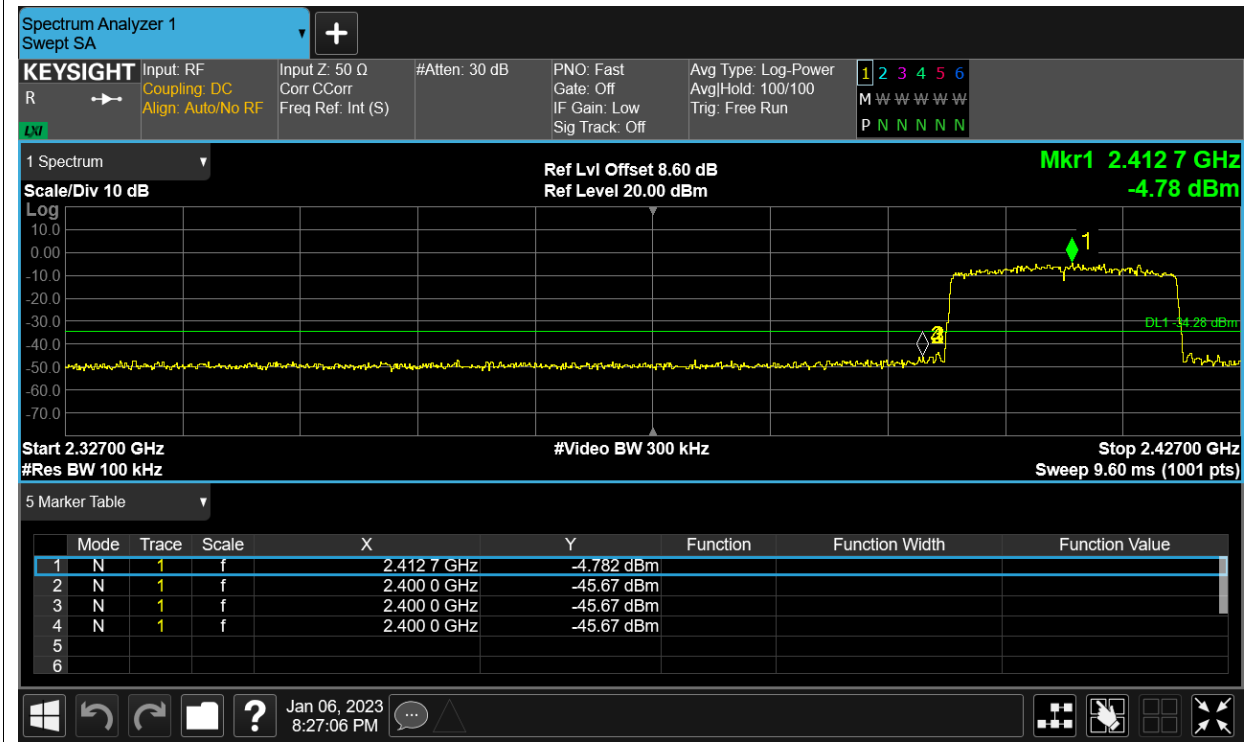 Spectrum Analyzer 1
Swept SA
+
KEYSIGHT Input: RF Input Z: 50 Ω #Atten: 30 dB PNO: Fast Avg Type: Log-Power 1 2 3 4 5 6
R Coupling: DC Corr CCorr Gate: Off Avg|Hold: 100/100 M W W W W W
Align: Auto/No RF Freq Ref: Int (S) IF Gain: Low Trig: Free Run
LXI Sig Track: Off P N N N N N
1 Spectrum Ref Lvl Offset 8.60 dB Mkr1 2.412 7 GHz
Scale/Div 10 dB Ref Level 20.00 dBm -4.78 dBm
Log
10.0
0.00
-10.0
-20.0
-30.0
-40.0
-50.0
-60.0
-70.0
1
DL1 -34.28 dBm
Start 2.32700 GHz #Video BW 300 kHz Stop 2.42700 GHz
#Res BW 100 kHz Sweep 9.60 ms (1001 pts)
5 Marker Table
Mode Trace Scale X Y Function Function Width Function Value
1 N 1 f 2.412 7 GHz -4.782 dBm
2 N 1 f 2.400 0 GHz -45.67 dBm
3 N 1 f 2.400 0 GHz -45.67 dBm
4 N 1 f 2.400 0 GHz -45.67 dBm
5
6
? Jan 06, 2023
8:27:06 PM